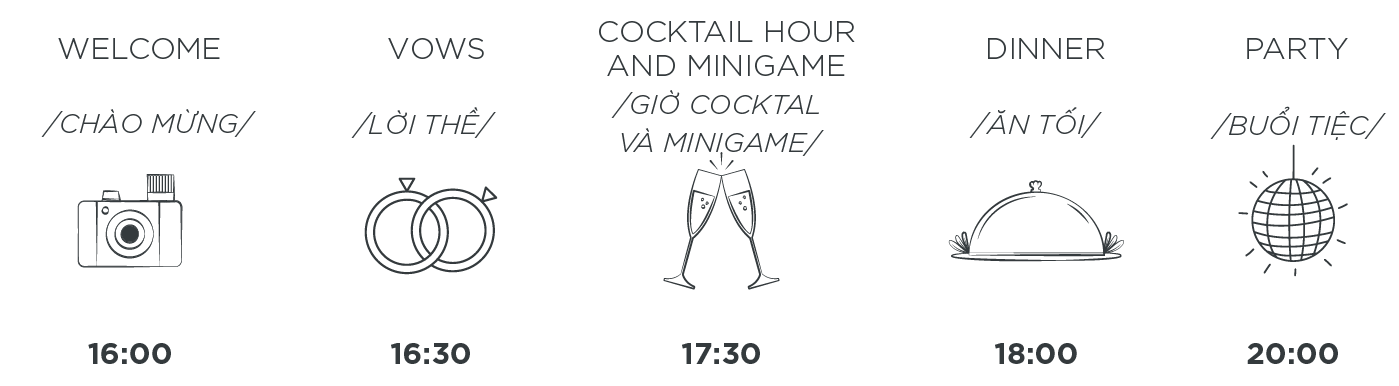 WELCOME
/CHÀO MỪNG/
16:00
VOWS
/LỜI THỀ/
16:30
COCKTAIL HOUR
AND MINIGAME
/GIỜ COCKTAL
VÀ MINIGAME/
17:30
DINNER
/ĂN TỐI/
18:00
PARTY
/BUỔI TIỆC/
20:00